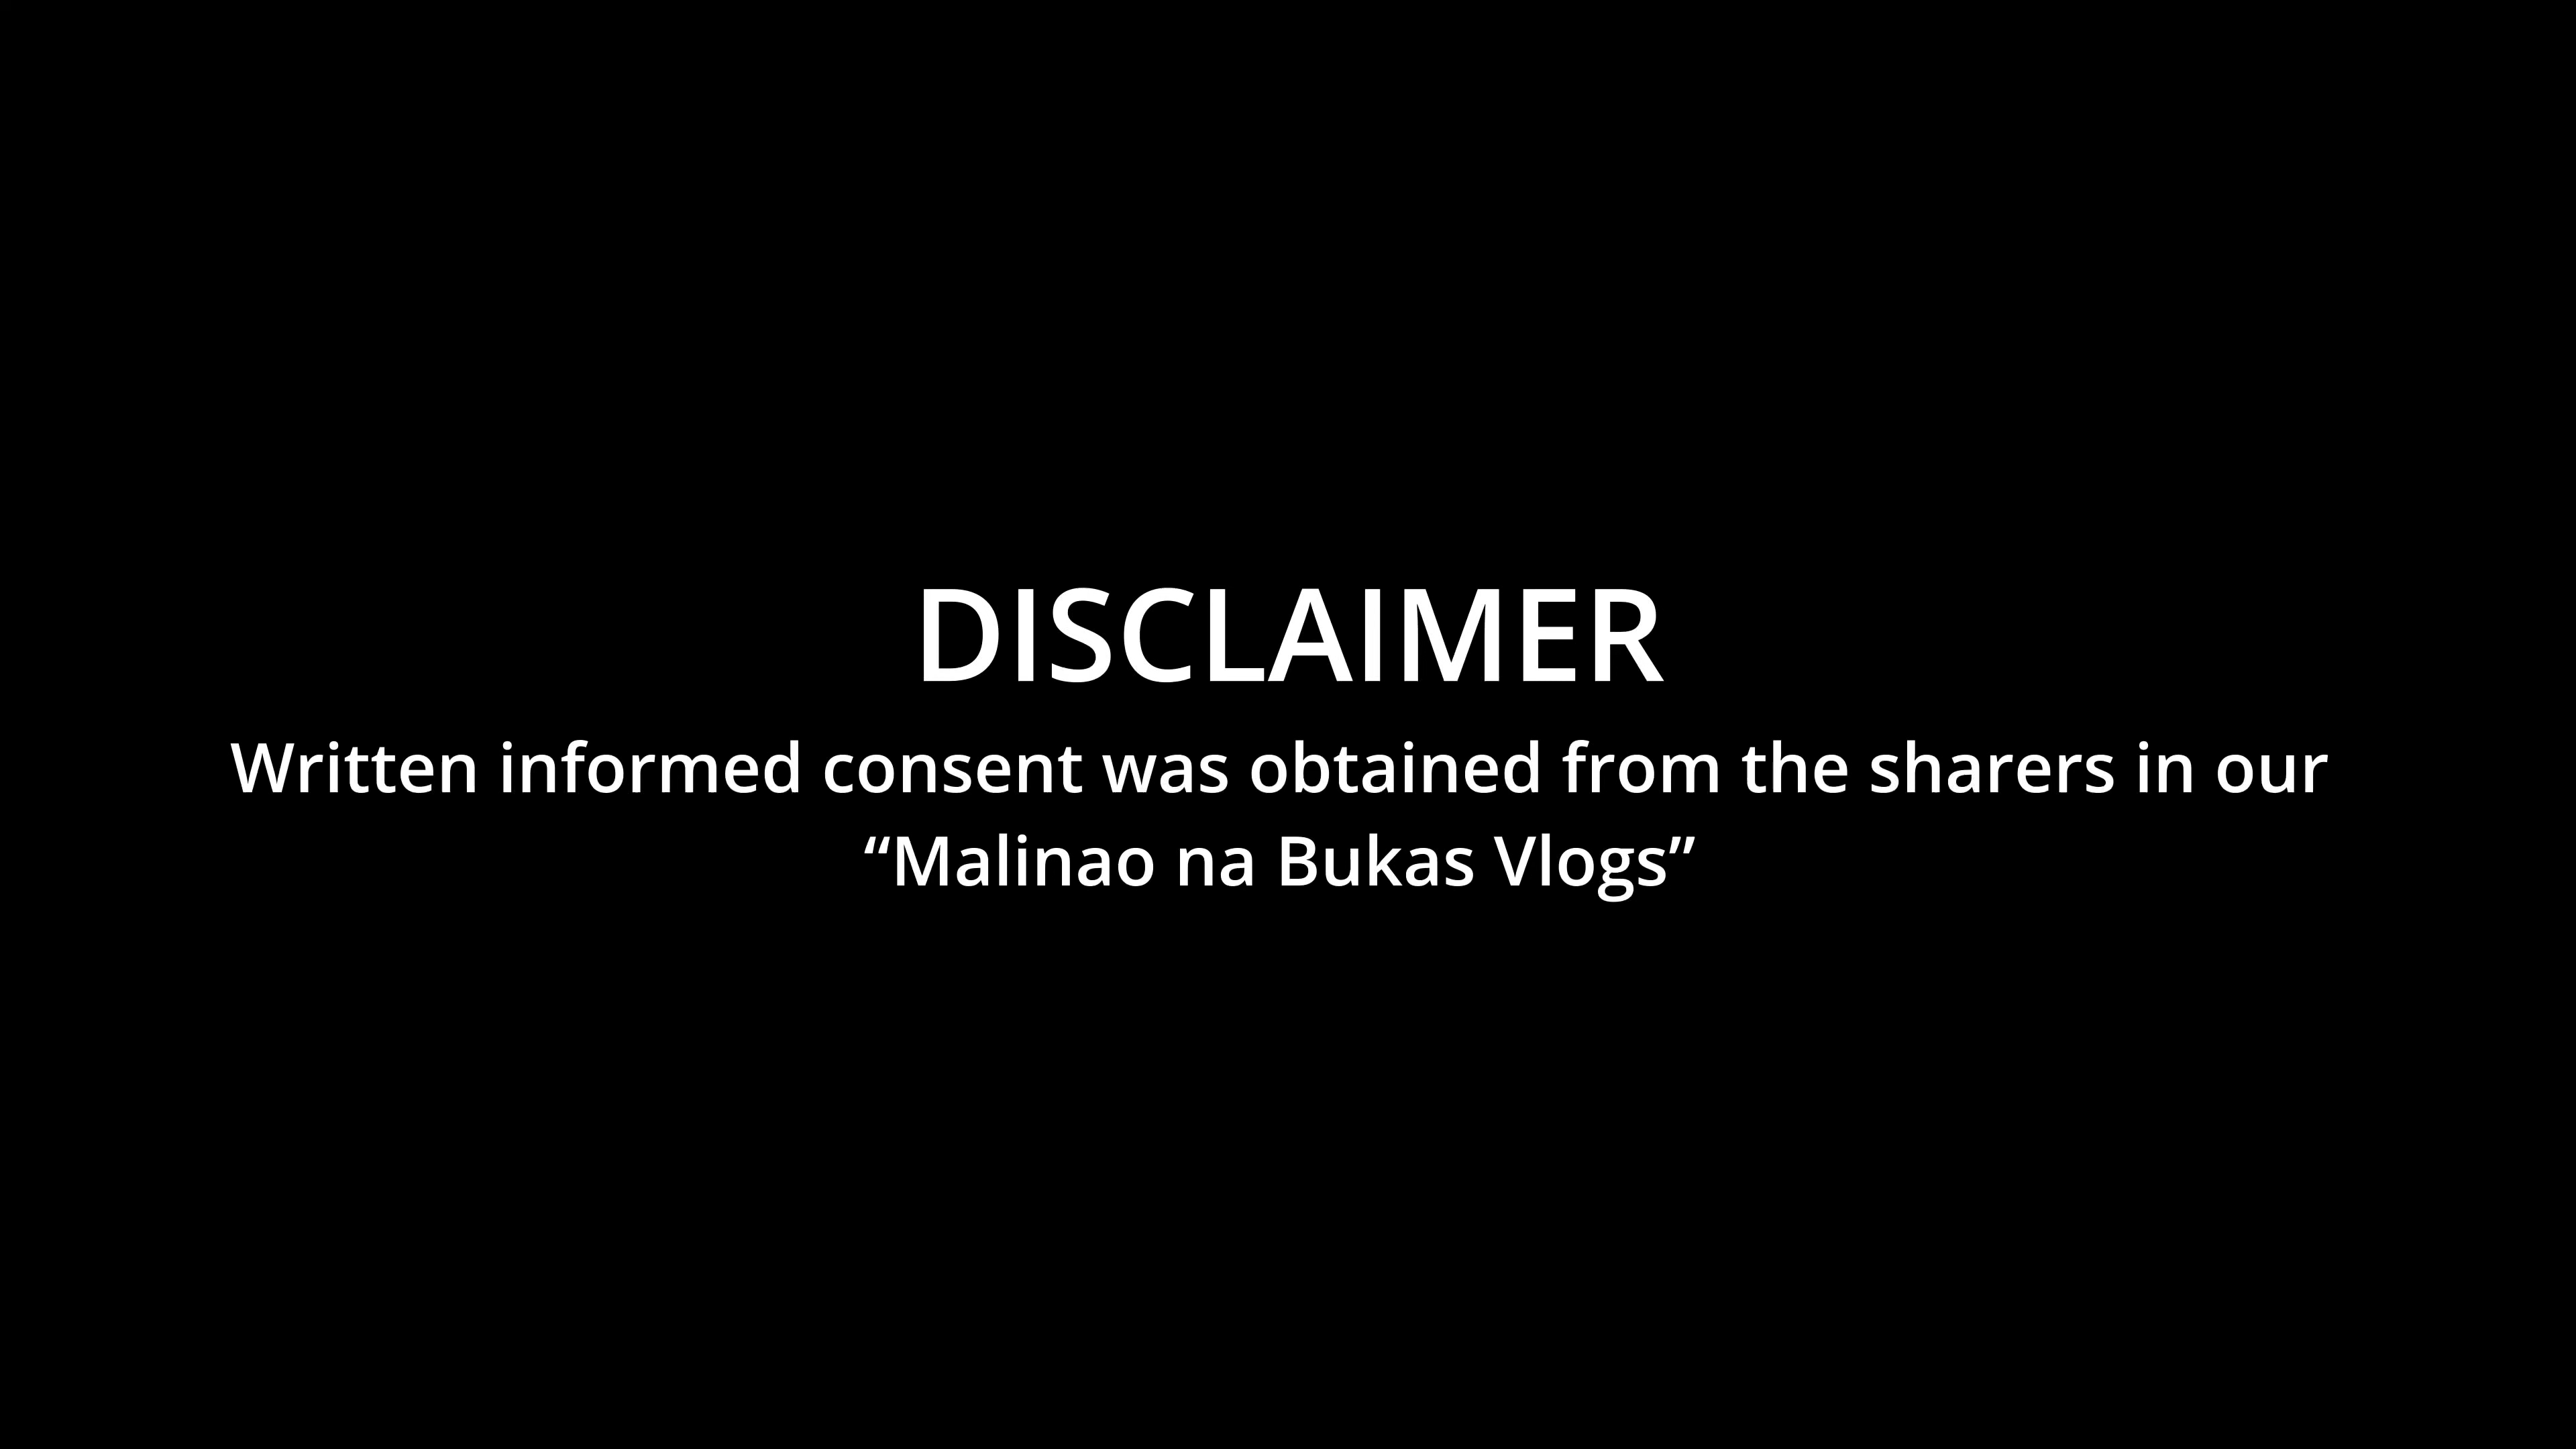 DISCLAIMER
Written informed consent was obtained from the sharers in our
“Malinao na Bukas Vlogs”